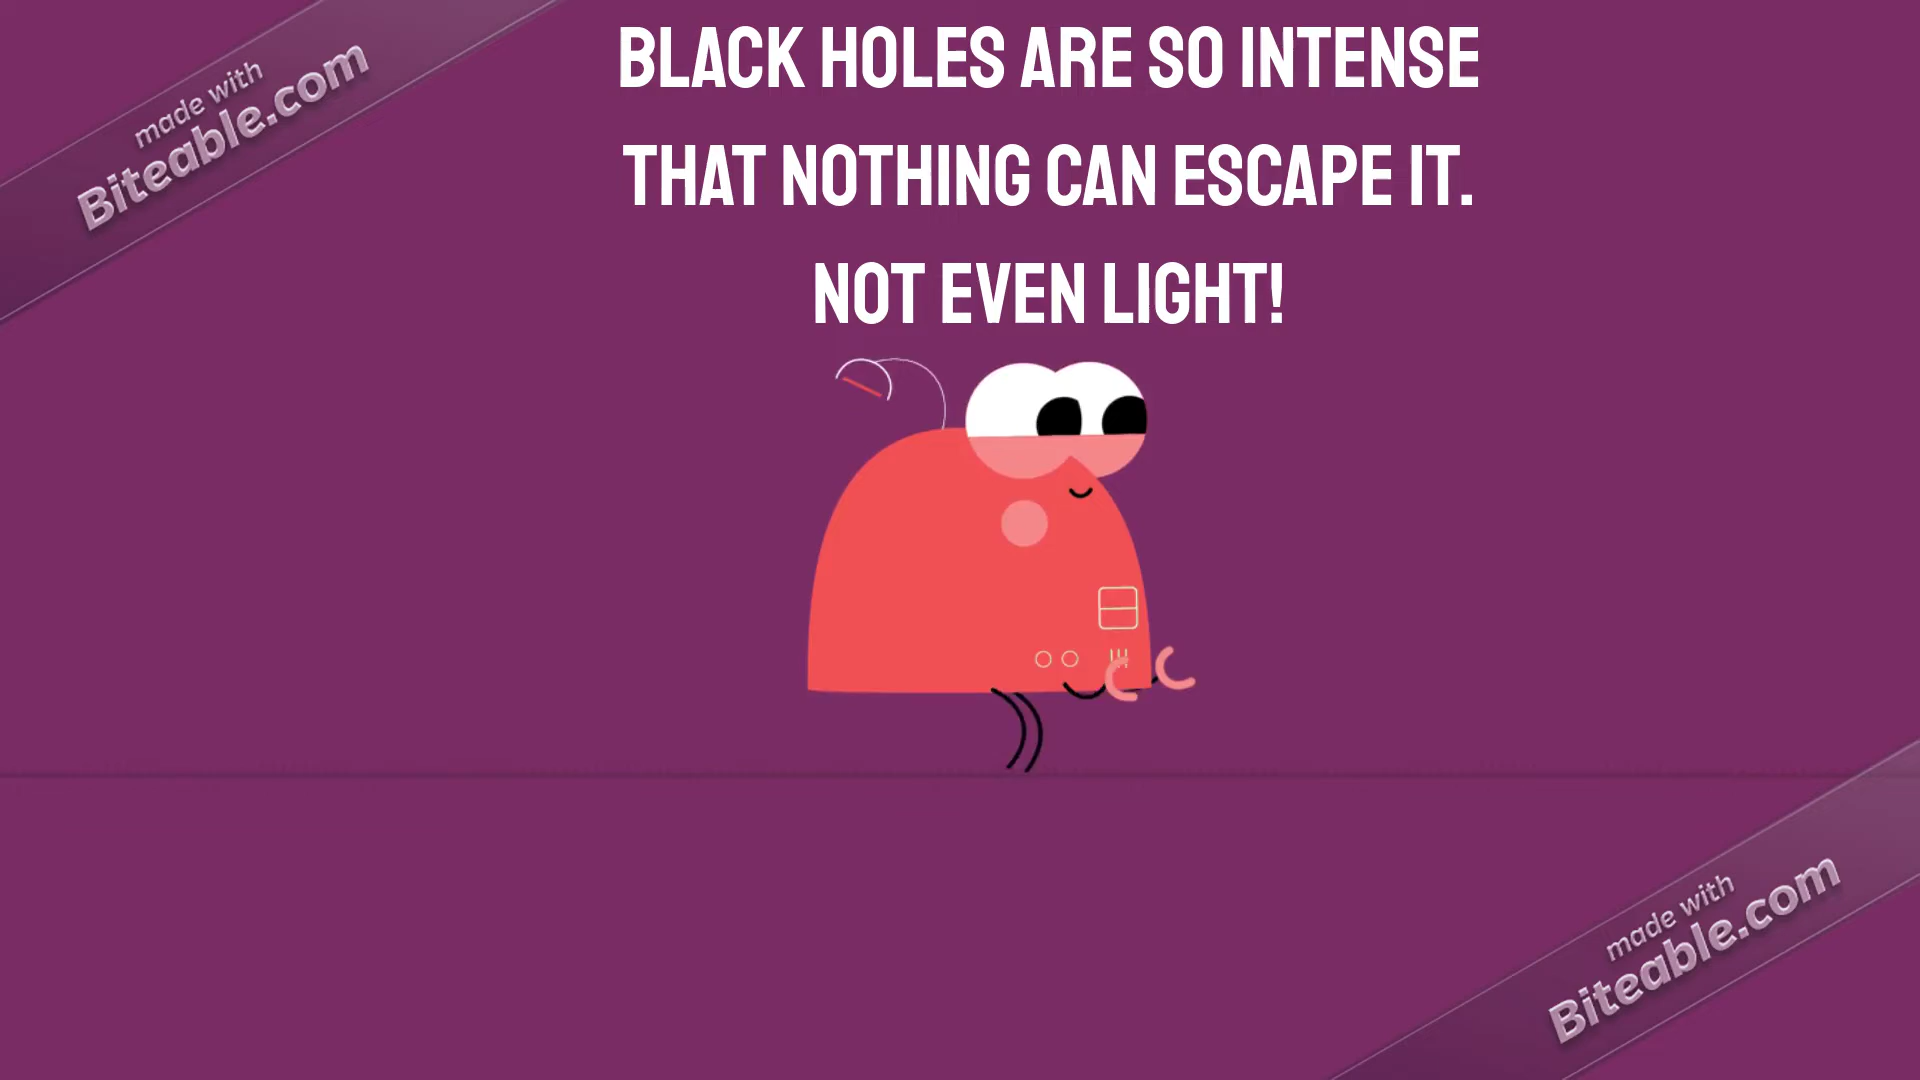 made with
Biteable.com
BLACK HOLES ARE SO INTENSE
THAT NOTHING CAN ESCAPE IT.
NOT EVEN LIGHT!
made with
Biteable.com